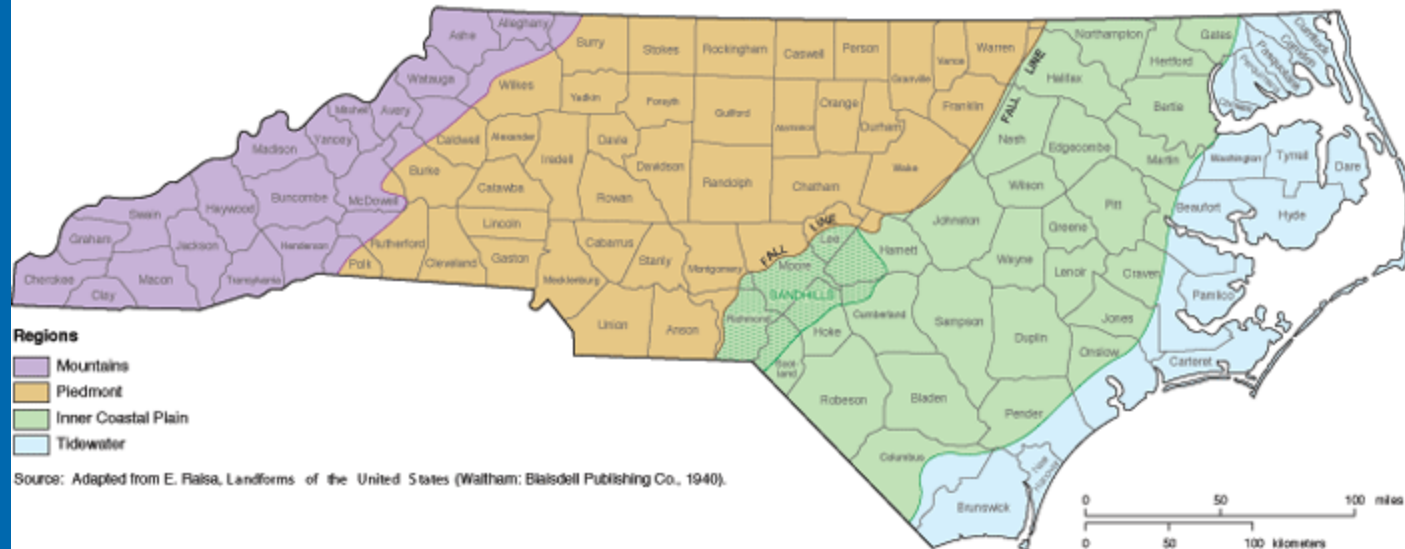 Alleghany
Ashe
Surry
Stokes
Rockingham
Caswell
Person
Vance
Warren
Granville
Northampton
Gates
Currituck
Camden
Pasquotank
Perquimans
Chowan
Hertford
Halifax
FALL LINE
Watauga
Wilkes
Yadkin
Forsyth
Guilford
Alamance
Orange
Durham
Franklin
Bertie
Mitchell
Avery
Yancey
Madison
Caldwell
Alexander
Iredell
Davie
Davidson
Nash
Edgecombe
Martin
Washington
Tyrrell
Dare
Burke
Catawba
Rowan
Randolph
Chatham
Wake
Wilson
Pitt
Beaufort
Hyde
Swain
Haywood
Buncombe
McDowell
Graham
Jackson
Henderson
Rutherford
Lincoln
Cabarrus
Stanly
Montgomery
FALL LINE
Lee
Harnett
Johnston
Greene
Wayne
Lenoir
Craven
Cherokee
Macon
Clay
Transylvania
Polk
Cleveland
Gaston
Mecklenburg
Moore
SANDHILLS
Pamlico
Union
Anson
Richmond
Hoke
Cumberland
Sampson
Duplin
Jones
Onslow
Carteret
Scot-
land
Robeson
Bladen
Pender
Columbus
New
Hanover
Brunswick
Regions
Mountains
Piedmont
Inner Coastal Plain
Tidewater
Source: Adapted from E. Raisa, Landforms of the United States (Waltham: Blaisdell Publishing Co., 1940).
0 50 100 miles
0 50 100 kilometers